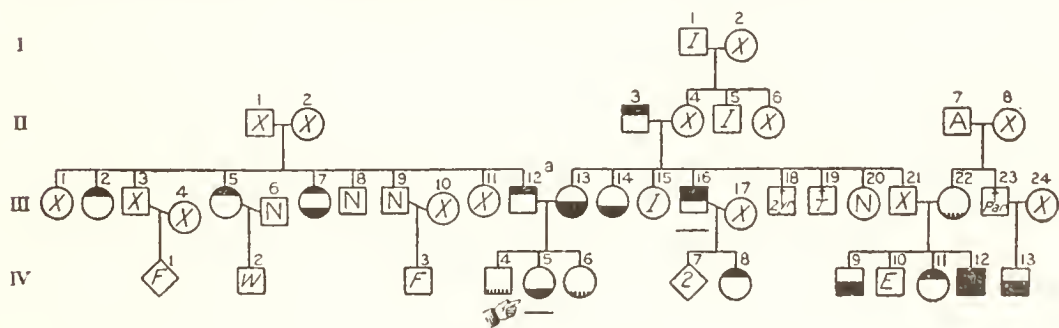 1 2
I I X
1 2 3 4 5 6 7 8
II X X X I X A X
a
1 2 3 4 5 6 7 8 9 10 11 12 13 14 15 16 17 18 19 20 21 22 23 24
III X X X N N N X X I X 2yr T N X Par X
1 2 3 4 5 6 7 8 9 10 11 12 13
IV F W F 2 E